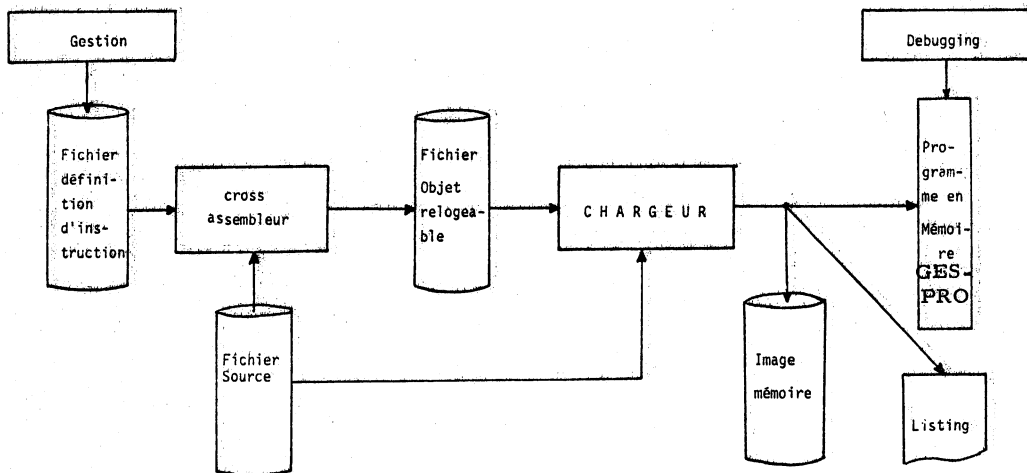 Gestion
Debugging
Fichier
défini-
tion
d'ins-
truction
cross
assembleur
Fichier
Objet
relogea-
ble
CHARGEUR
Pro-
gram-
me en
Mémoi-
re
GES-
PRO
Fichier
Source
Image
mémoire
Listing